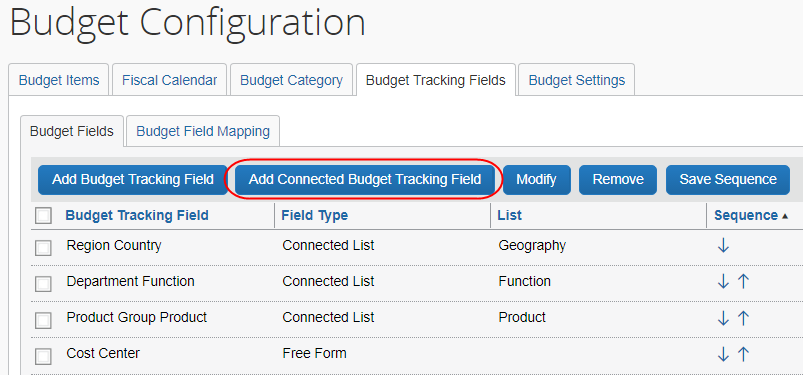 Budget Configuration
Budget Items Fiscal Calendar Budget Category Budget Tracking Fields Budget Settings
Budget Fields Budget Field Mapping
Add Budget Tracking Field Add Connected Budget Tracking Field Modify Remove Save Sequence
Budget Tracking Field Field Type List Sequence
Region Country Connected List Geography
Department Function Connected List Function
Product Group Product Connected List Product
Cost Center Free Form